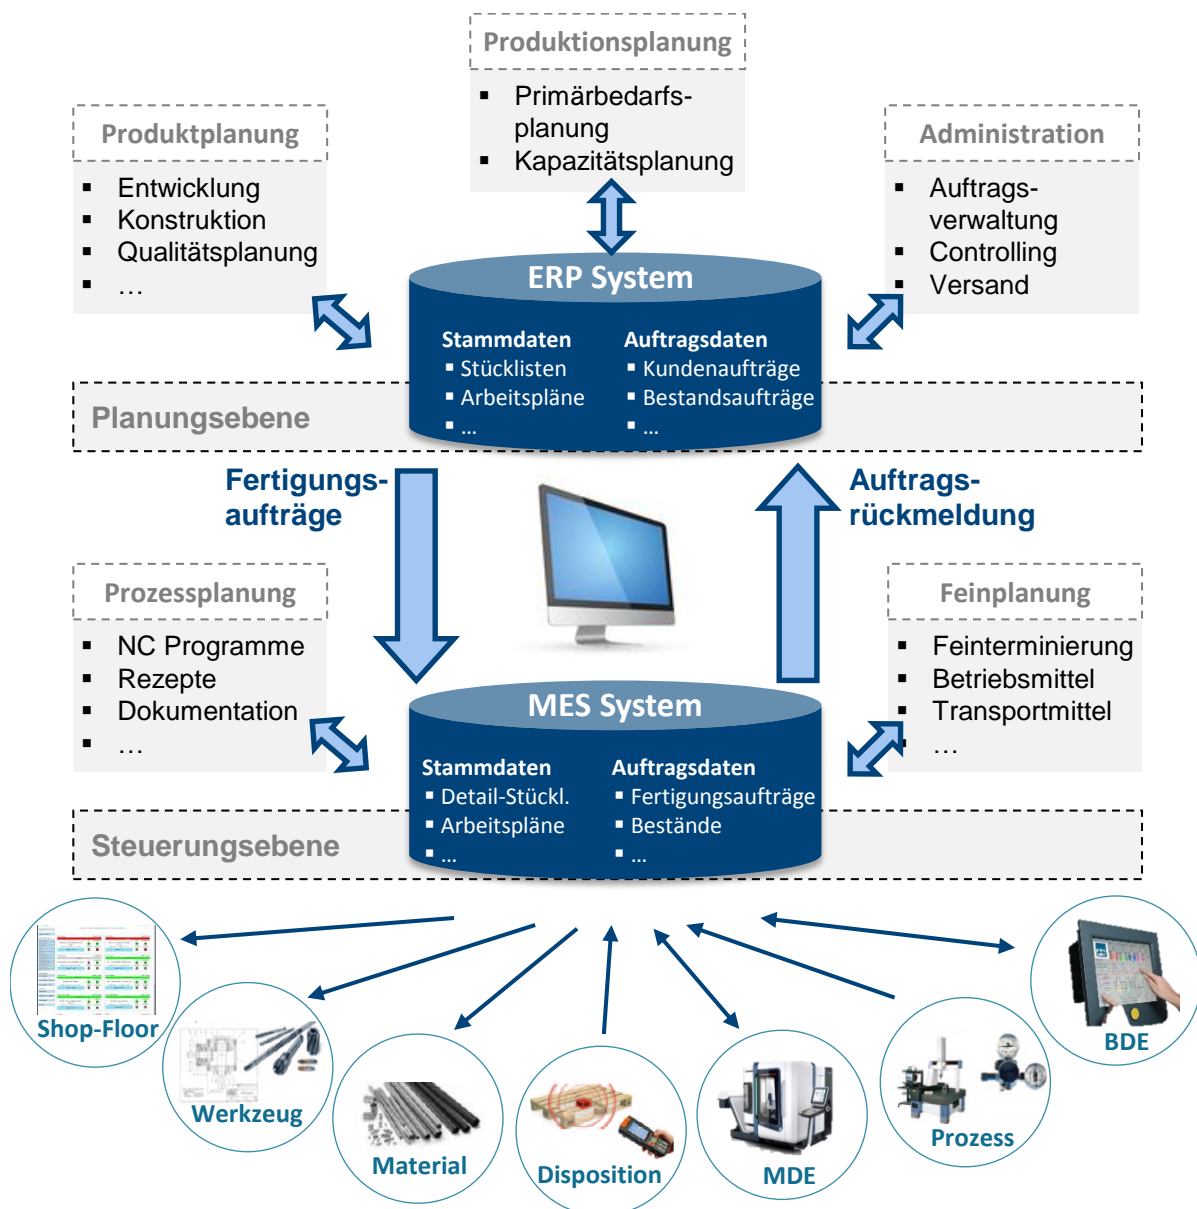 Produktionsplanung
▪ Primärbedarfs-
planung
▪ Kapazitätsplanung
Produktplanung
▪ Entwicklung
▪ Konstruktion
▪ Qualitätsplanung
▪ …
Administration
▪ Auftrags-
verwaltung
▪ Controlling
▪ Versand
ERP System
Stammdaten
▪ Stücklisten
▪ Arbeitspläne
▪ ...
Auftragsdaten
▪ Kundenaufträge
▪ Bestandsaufträge
▪ ...
Planungsebene
Fertigungs-
aufträge
Auftrags-
rückmeldung
Prozessplanung
▪ NC Programme
▪ Rezepte
▪ Dokumentation
▪ …
Feinplanung
▪ Feinterminierung
▪ Betriebsmittel
▪ Transportmittel
▪ …
MES System
Stammdaten
▪ Detail-Stückl.
▪ Arbeitspläne
▪ ...
Auftragsdaten
▪ Fertigungsaufträge
▪ Bestände
▪ ...
Steuerungsebene
Shop-Floor
Werkzeug
Material
Disposition
MDE
Prozess
BDE